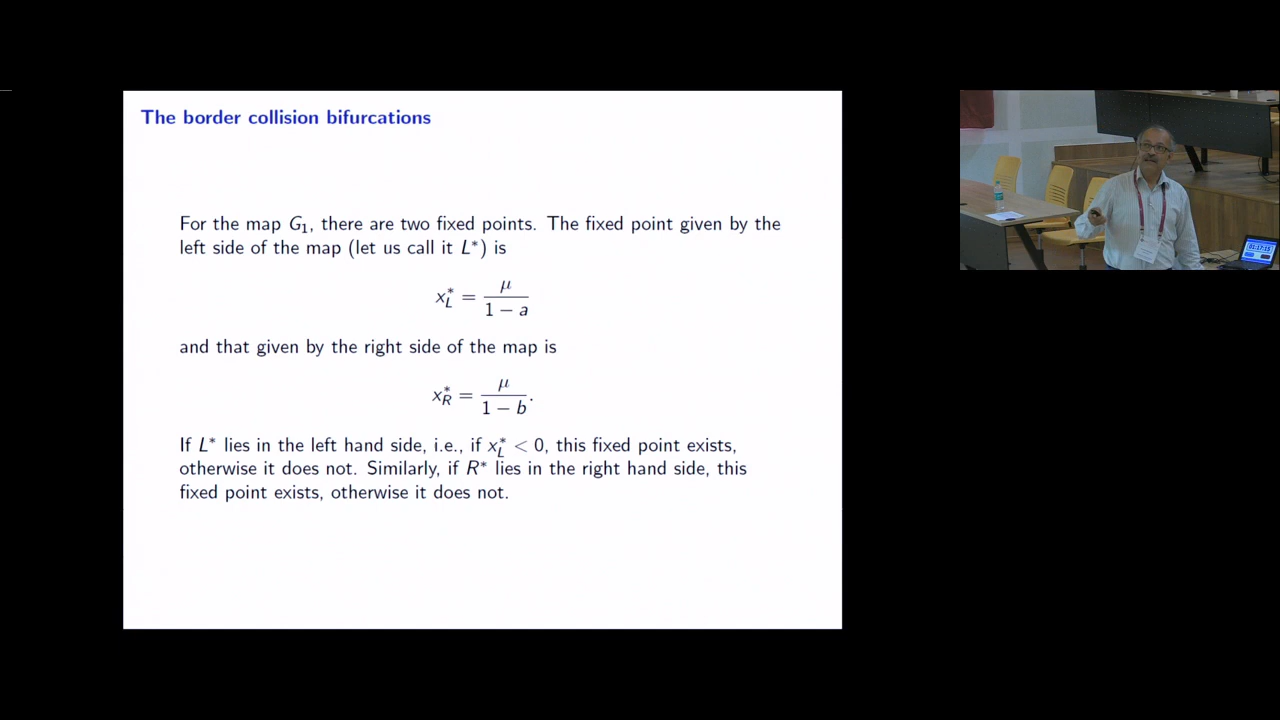 The border collision bifurcations
For the map G₁, there are two fixed points. The fixed point given by the
left side of the map (let us call it L*) is
x*_L = μ / (1 − a)
and that given by the right side of the map is
x*_R = μ / (1 − b).
If L* lies in the left hand side, i.e., if x*_L < 0, this fixed point exists,
otherwise it does not. Similarly, if R* lies in the right hand side, this
fixed point exists, otherwise it does not.
01:17:15